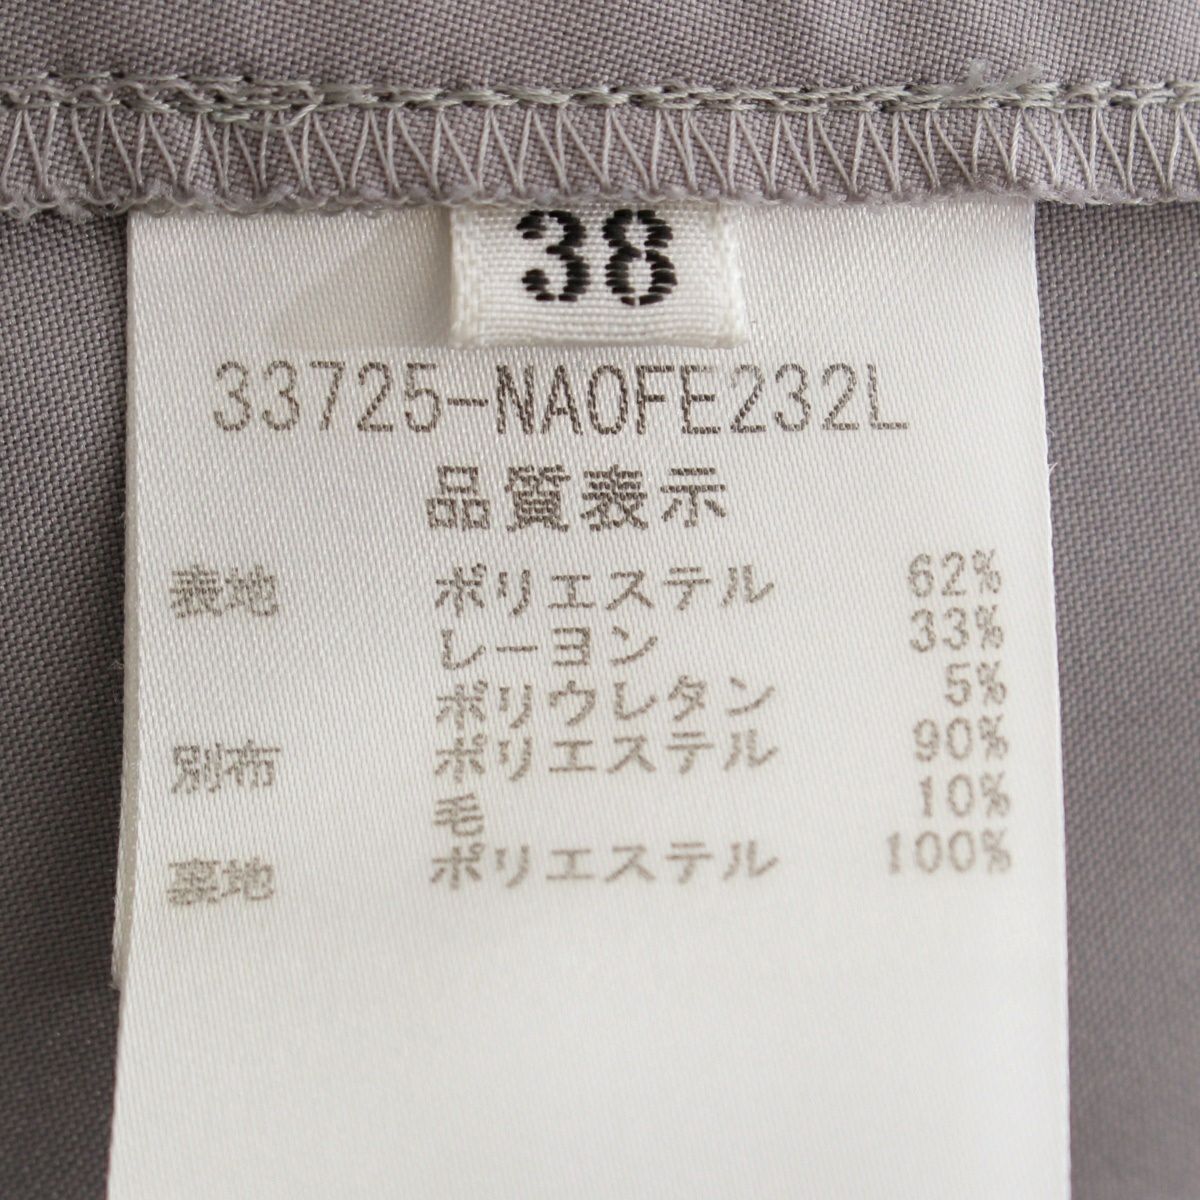 38
33725-NAOFE232L
品質表示
表地 ポリエステル 62%
レーヨン 33%
ポリウレタン 5%
別布 ポリエステル 90%
毛 10%
裏地 ポリエステル 100%